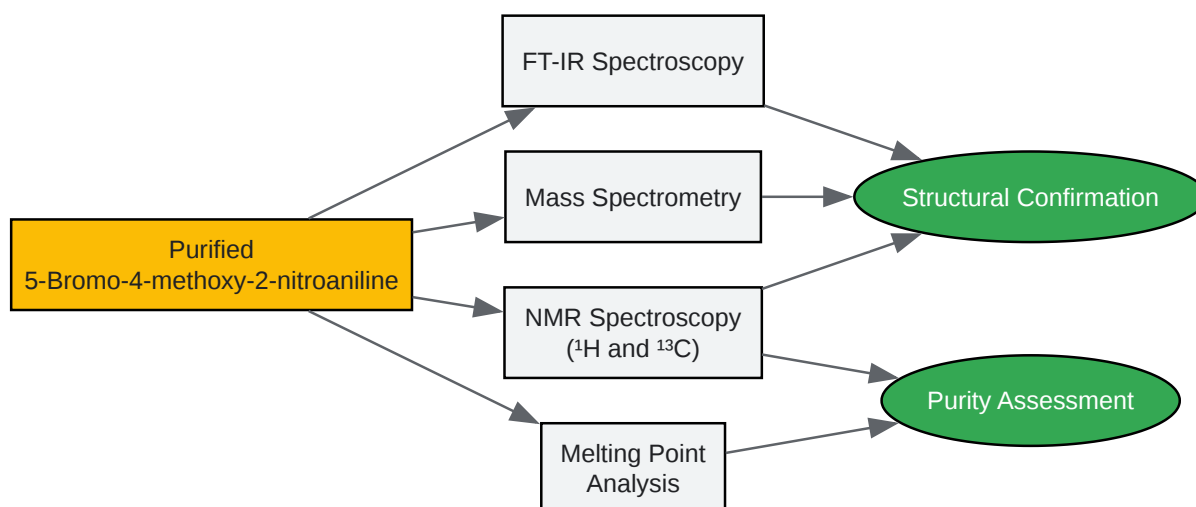 FT-IR Spectroscopy
Mass Spectrometry
Structural Confirmation
Purified
5-Bromo-4-methoxy-2-nitroaniline
NMR Spectroscopy
(¹H and ¹³C)
Purity Assessment
Melting Point
Analysis